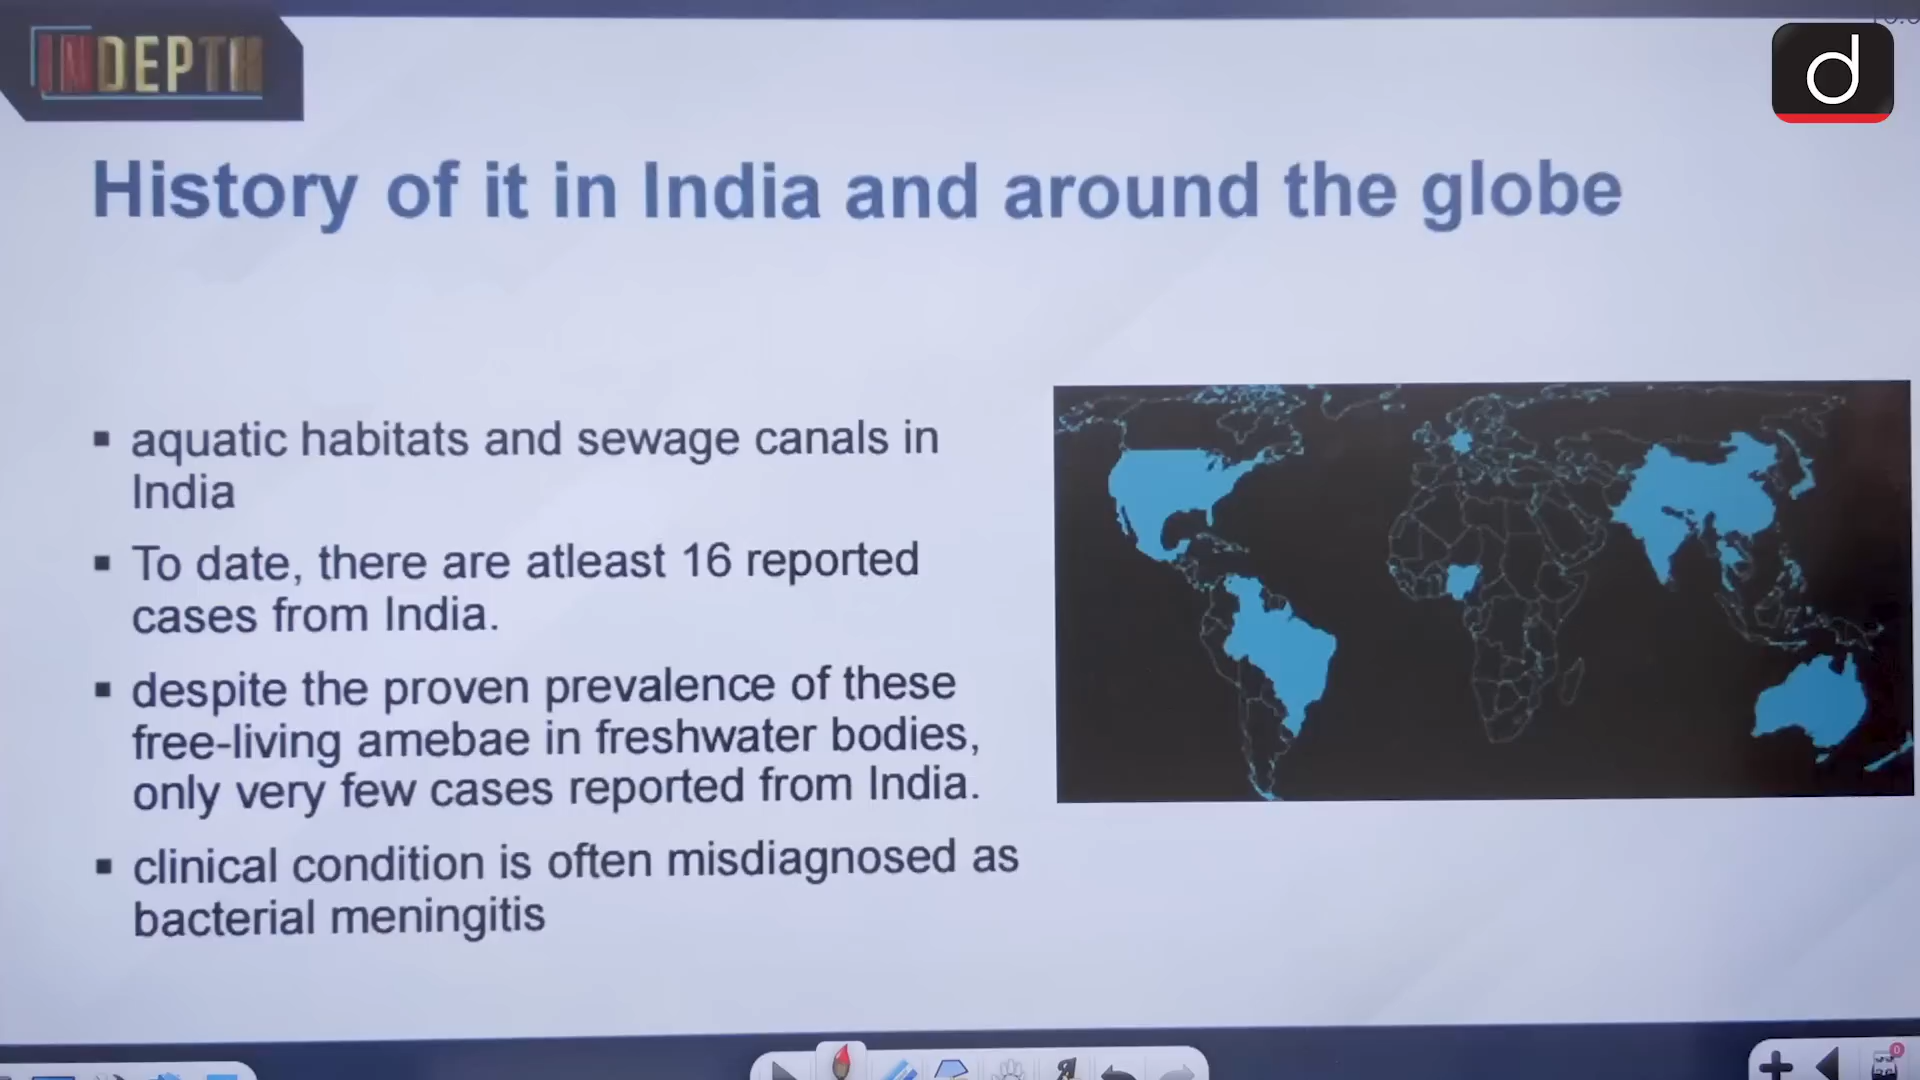 INDEPTH
d
History of it in India and around the globe
aquatic habitats and sewage canals in
India
To date, there are atleast 16 reported
cases from India.
despite the proven prevalence of these
free-living amebae in freshwater bodies,
only very few cases reported from India.
clinical condition is often misdiagnosed as
bacterial meningitis